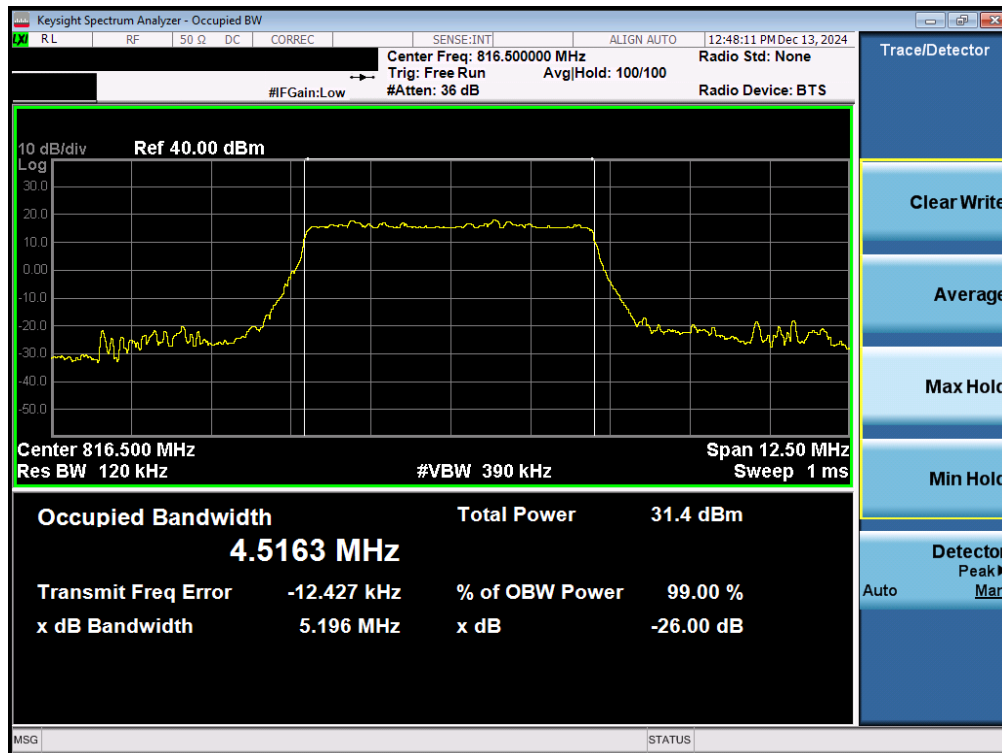 Keysight Spectrum Analyzer - Occupied BW
LXI RL RF 50 Ω DC CORREC SENSE:INT ALIGN AUTO 12:48:11 PM Dec 13, 2024
Center Freq: 816.500000 MHz Radio Std: None
Trig: Free Run Avg|Hold: 100/100
#IFGain:Low #Atten: 36 dB Radio Device: BTS
Trace/Detector
10 dB/div Ref 40.00 dBm
Log
30.0
20.0
10.0
0.00
-10.0
-20.0
-30.0
-40.0
-50.0
Center 816.500 MHz Span 12.50 MHz
Res BW 120 kHz #VBW 390 kHz Sweep 1 ms
Occupied Bandwidth Total Power 31.4 dBm
4.5163 MHz
Transmit Freq Error -12.427 kHz % of OBW Power 99.00 %
x dB Bandwidth 5.196 MHz x dB -26.00 dB
Clear Write
Average
Max Hold
Min Hold
Detector
Peak
Auto Man
MSG STATUS